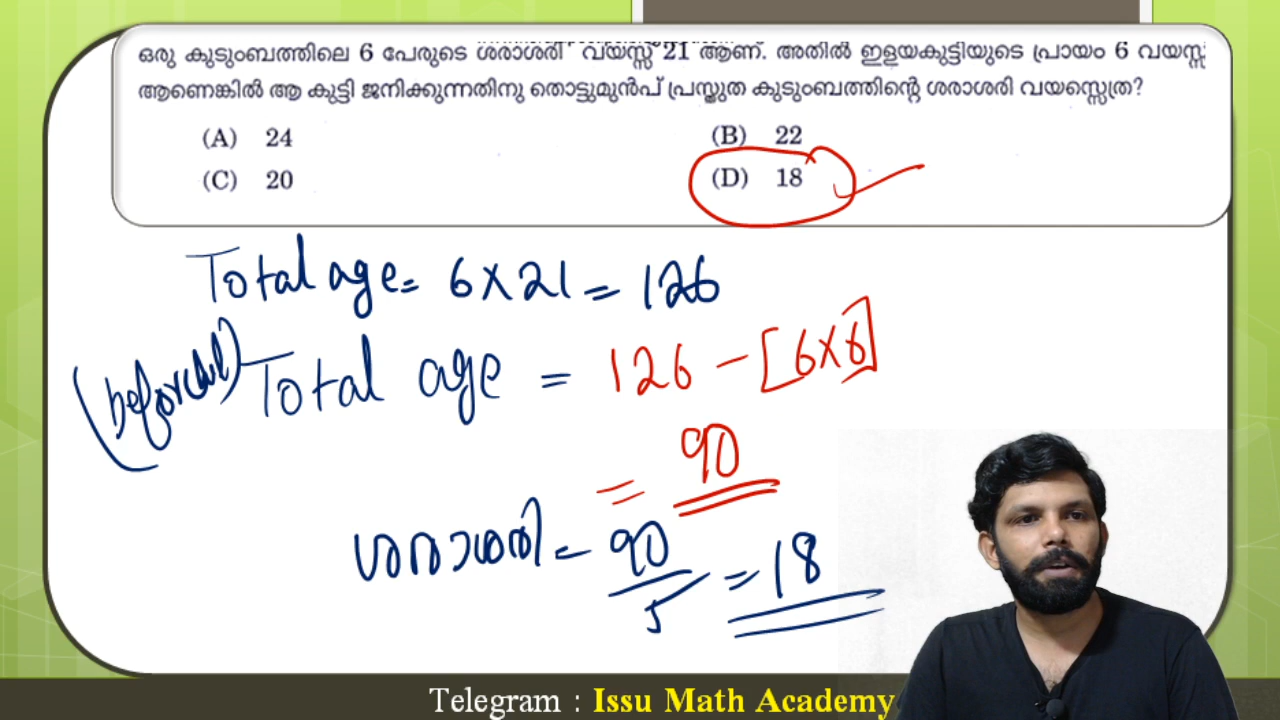 ഒരു കുടുംബത്തിലെ 6 പേരുടെ ശരാശരി വയസ്സ് 21 ആണ്. അതിൽ ഇളയകുട്ടിയുടെ പ്രായം 6 വയസ്സ്
ആണെങ്കിൽ ആ കുട്ടി ജനിക്കുന്നതിനു തൊട്ടുമുൻപ് പ്രസ്തുത കുടുംബത്തിന്റെ ശരാശരി വയസ്സെത്ര?
(A) 24 (B) 22
(C) 20 (D) 18
Total age = 6 × 21 = 126
Total age = 126 - [6×6]
= 90
ശരാശരി = 90/5 = 18
Telegram : Issu Math Academy